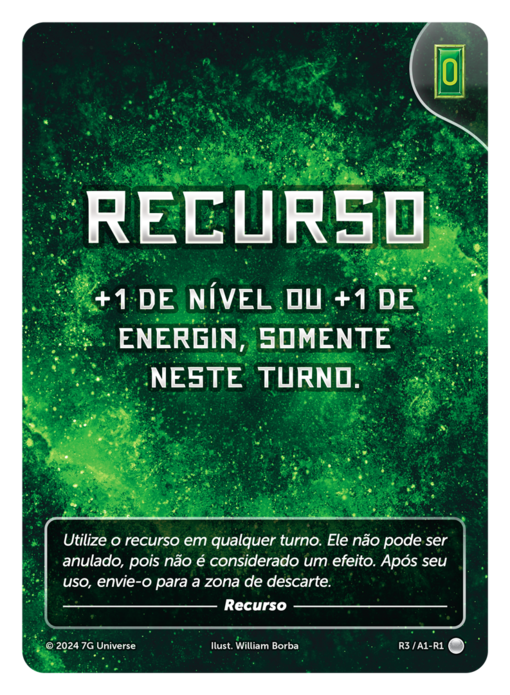 0
RECURSO
+1 DE NÍVEL OU +1 DE
ENERGIA, SOMENTE
NESTE TURNO.
Utilize o recurso em qualquer turno. Ele não pode ser
anulado, pois não é considerado um efeito. Após seu
uso, envie-o para a zona de descarte.
Recurso
© 2024 7G Universe Ilust. William Borba R3 / A1-R1